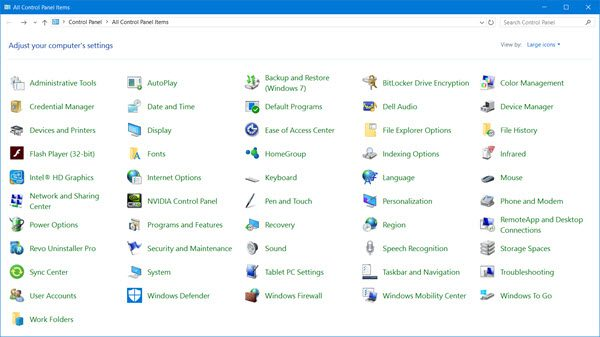 All Control Panel Items
Control Panel > All Control Panel Items
Search Control Panel
Adjust your computer's settings
View by: Large icons
Administrative Tools
AutoPlay
Backup and Restore
(Windows 7)
BitLocker Drive Encryption
Color Management
Credential Manager
Date and Time
Default Programs
Dell Audio
Device Manager
Devices and Printers
Display
Ease of Access Center
File Explorer Options
File History
Flash Player (32-bit)
Fonts
HomeGroup
Indexing Options
Infrared
Intel® HD Graphics
Internet Options
Keyboard
Language
Mouse
Network and Sharing
Center
NVIDIA Control Panel
Pen and Touch
Personalization
Phone and Modem
Power Options
Programs and Features
Recovery
Region
RemoteApp and Desktop
Connections
Revo Uninstaller Pro
Security and Maintenance
Sound
Speech Recognition
Storage Spaces
Sync Center
System
Tablet PC Settings
Taskbar and Navigation
Troubleshooting
User Accounts
Windows Defender
Windows Firewall
Windows Mobility Center
Windows To Go
Work Folders